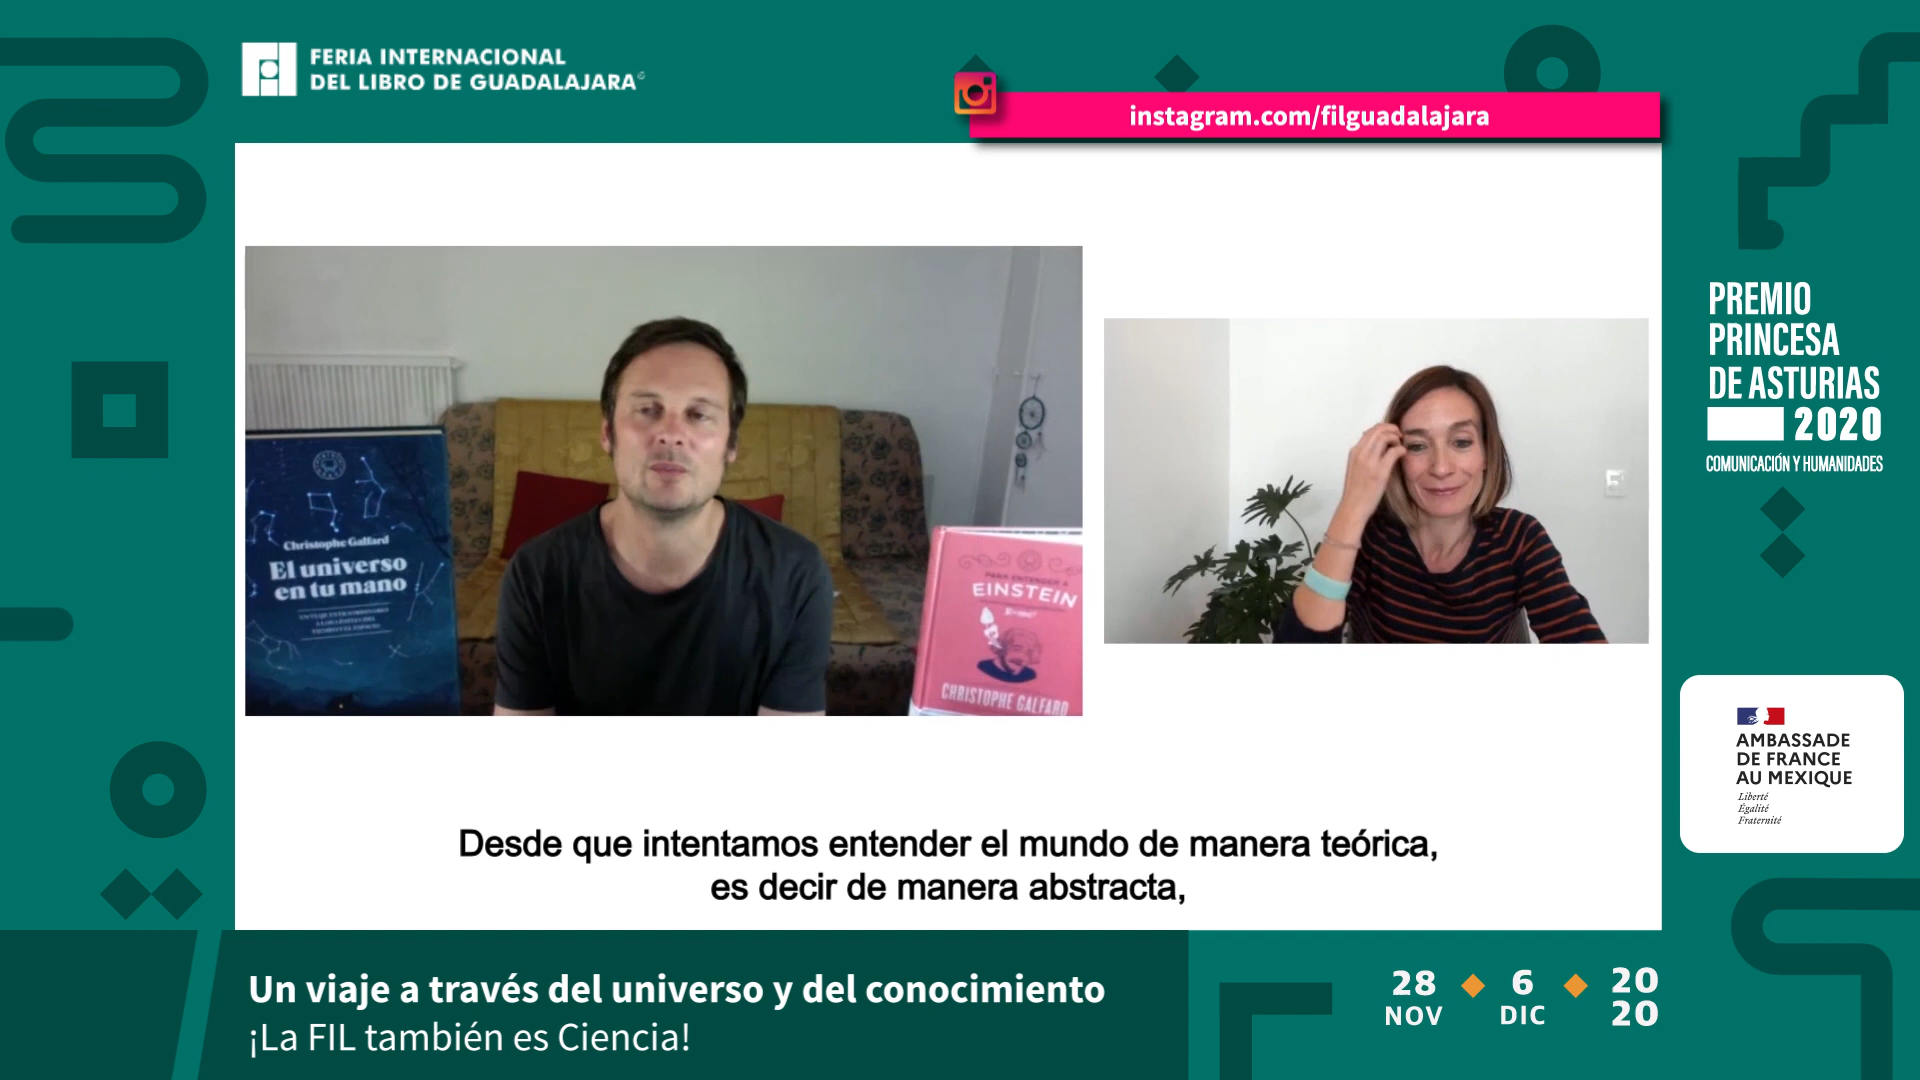 FERIA INTERNACIONAL
DEL LIBRO DE GUADALAJARA
instagram.com/filguadalajara
PREMIO
PRINCESA
DE ASTURIAS
2020
COMUNICACIÓN Y HUMANIDADES
Christophe Galfard
El universo
en tu mano
PARA ENTENDER A
EINSTEIN
E=mc²
CHRISTOPHE GALFARD
AMBASSADE
DE FRANCE
AU MEXIQUE
Liberté
Égalité
Fraternité
Desde que intentamos entender el mundo de manera teórica,
es decir de manera abstracta,
Un viaje a través del universo y del conocimiento
¡La FIL también es Ciencia!
28 6 20
NOV DIC 20